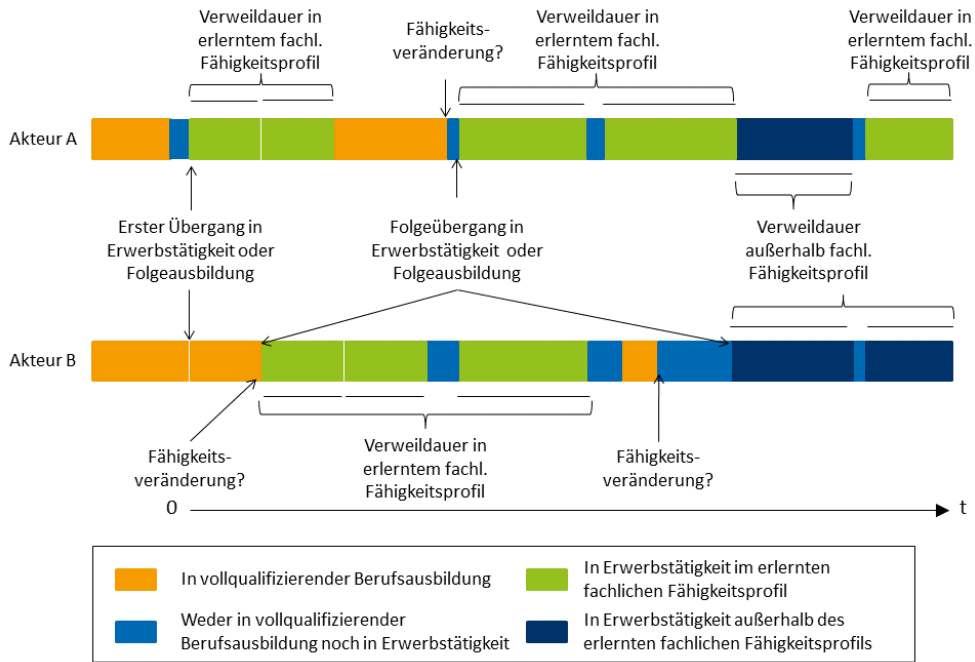 Verweildauer in
erlerntem fachl.
Fähigkeitsprofil
Fähigkeits-
veränderung?
Verweildauer in
erlerntem fachl.
Fähigkeitsprofil
Verweildauer in
erlerntem fachl.
Fähigkeitsprofil
Akteur A
Erster Übergang in
Erwerbstätigkeit oder
Folgeausbildung
Folgeübergang in
Erwerbstätigkeit oder
Folgeausbildung
Verweildauer
außerhalb fachl.
Fähigkeitsprofil
Akteur B
Fähigkeits-
veränderung?
Verweildauer in
erlerntem fachl.
Fähigkeitsprofil
Fähigkeits-
veränderung?
0
t
In vollqualifizierender Berufsausbildung
Weder in vollqualifizierender
Berufsausbildung noch in Erwerbstätigkeit
In Erwerbstätigkeit im erlernten
fachlichen Fähigkeitsprofil
In Erwerbstätigkeit außerhalb des
erlernten fachlichen Fähigkeitsprofils